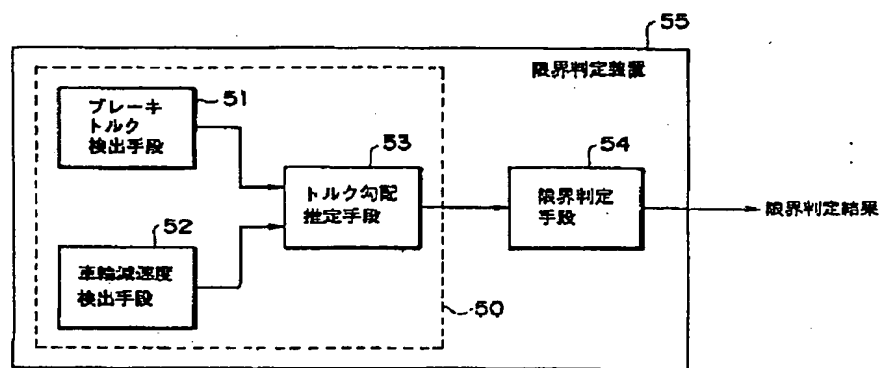 55
限界判定装置
ブレーキ
トルク
検出手段
51
53
トルク勾配
推定手段
54
限界判定
手段
限界判定結果
52
車輪減速度
検出手段
50